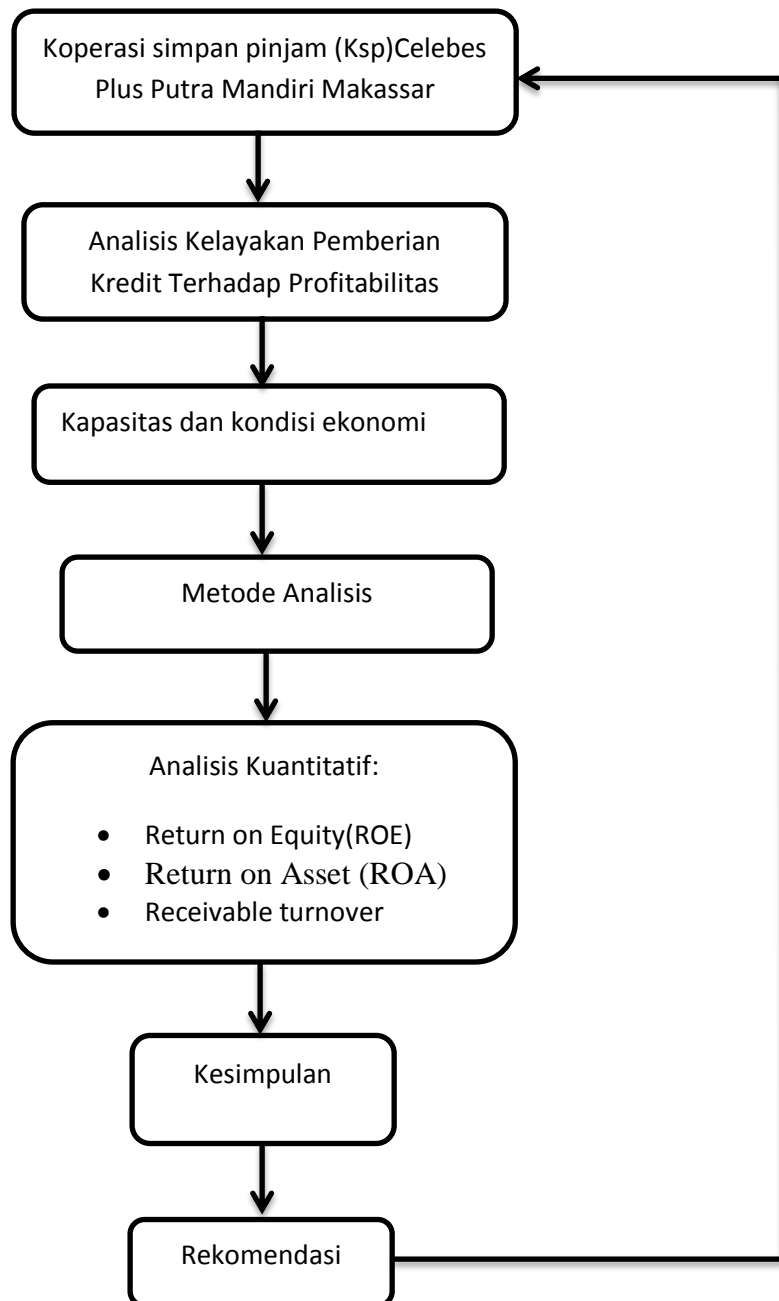 Koperasi simpan pinjam (Ksp)Celebes
Plus Putra Mandiri Makassar
Analisis Kelayakan Pemberian
Kredit Terhadap Profitabilitas
Kapasitas dan kondisi ekonomi
Metode Analisis
Analisis Kuantitatif:
• Return on Equity(ROE)
• Return on Asset (ROA)
• Receivable turnover
Kesimpulan
Rekomendasi